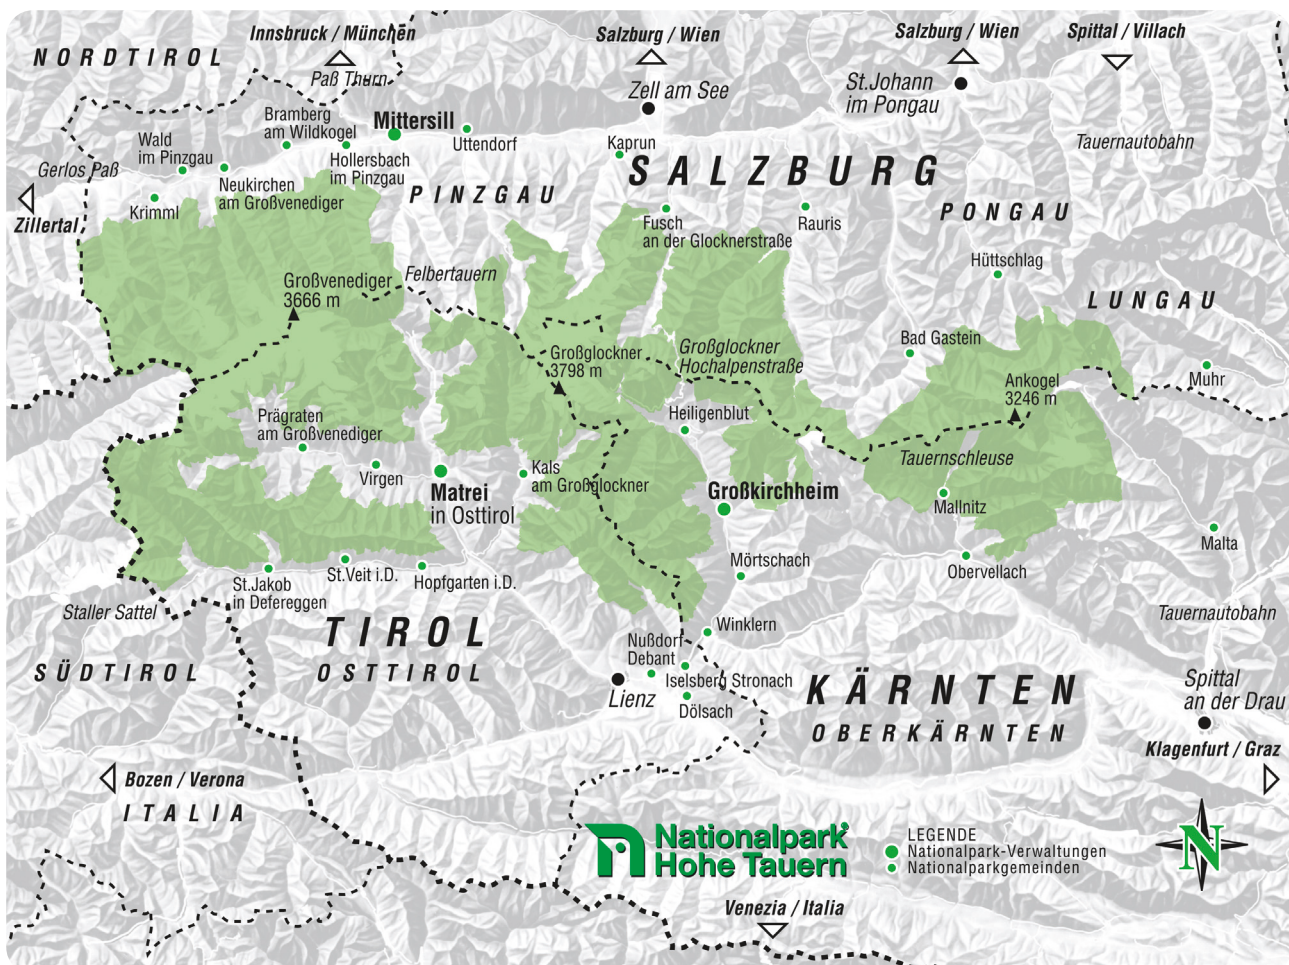 Innsbruck / München
Salzburg / Wien
Salzburg / Wien
Spittal / Villach
NORDTIROL
Paß Thurn
Zell am See
St.Johann
im Pongau
Bramberg
am Wildkogel
Mittersill
Uttendorf
Kaprun
Tauernautobahn
Wald
im Pinzgau
Hollersbach
im Pinzgau
Gerlos Paß
Neukirchen
am Großvenediger
SALZBURG
PINZGAU
Krimml
Zillertal
Fusch
an der Glocknerstraße
Rauris
PONGAU
Hüttschlag
Großvenediger
3666 m
Felbertauern
LUNGAU
Großglockner
3798 m
Großglockner
Hochalpenstraße
Bad Gastein
Ankogel
3246 m
Muhr
Prägraten
am Großvenediger
Heiligenblut
Virgen
Matrei
in Osttirol
Kals
am Großglockner
Tauernschleuse
Großkirchheim
Mallnitz
Malta
St.Jakob
in Defereggen
St.Veit i.D.
Hopfgarten i.D.
Mörtschach
Obervellach
Staller Sattel
TIROL
OSTTIROL
SÜDTIROL
Winklern
Nußdorf
Debant
Iselsberg Stronach
Lienz
Dölsach
Tauernautobahn
KÄRNTEN
OBERKÄRNTEN
Spittal
an der Drau
Klagenfurt / Graz
Bozen / Verona
ITALIA
Nationalpark®
Hohe Tauern
LEGENDE
Nationalpark-Verwaltungen
Nationalparkgemeinden
N
Venezia / Italia